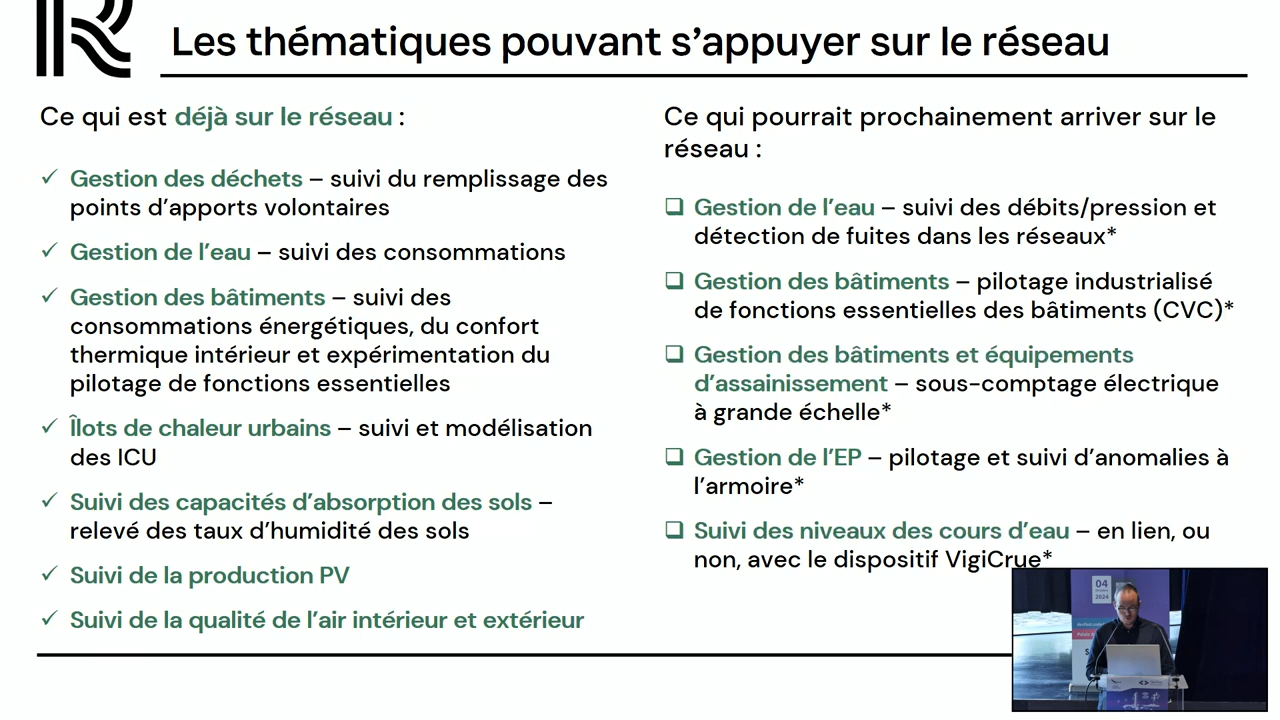 Les thématiques pouvant s’appuyer sur le réseau
Ce qui est déjà sur le réseau :
✓ Gestion des déchets – suivi du remplissage des
points d’apports volontaires
✓ Gestion de l’eau – suivi des consommations
✓ Gestion des bâtiments – suivi des
consommations énergétiques, du confort
thermique intérieur et expérimentation du
pilotage de fonctions essentielles
✓ Îlots de chaleur urbains – suivi et modélisation
des ICU
✓ Suivi des capacités d’absorption des sols –
relevé des taux d’humidité des sols
✓ Suivi de la production PV
✓ Suivi de la qualité de l’air intérieur et extérieur
Ce qui pourrait prochainement arriver sur le
réseau :
❑ Gestion de l’eau – suivi des débits/pression et
détection de fuites dans les réseaux*
❑ Gestion des bâtiments – pilotage industrialisé
de fonctions essentielles des bâtiments (CVC)*
❑ Gestion des bâtiments et équipements
d’assainissement – sous-comptage électrique
à grande échelle*
❑ Gestion de l’EP – pilotage et suivi d’anomalies à
l’armoire*
❑ Suivi des niveaux des cours d’eau – en lien, ou
non, avec le dispositif VigiCrue*
04
2024